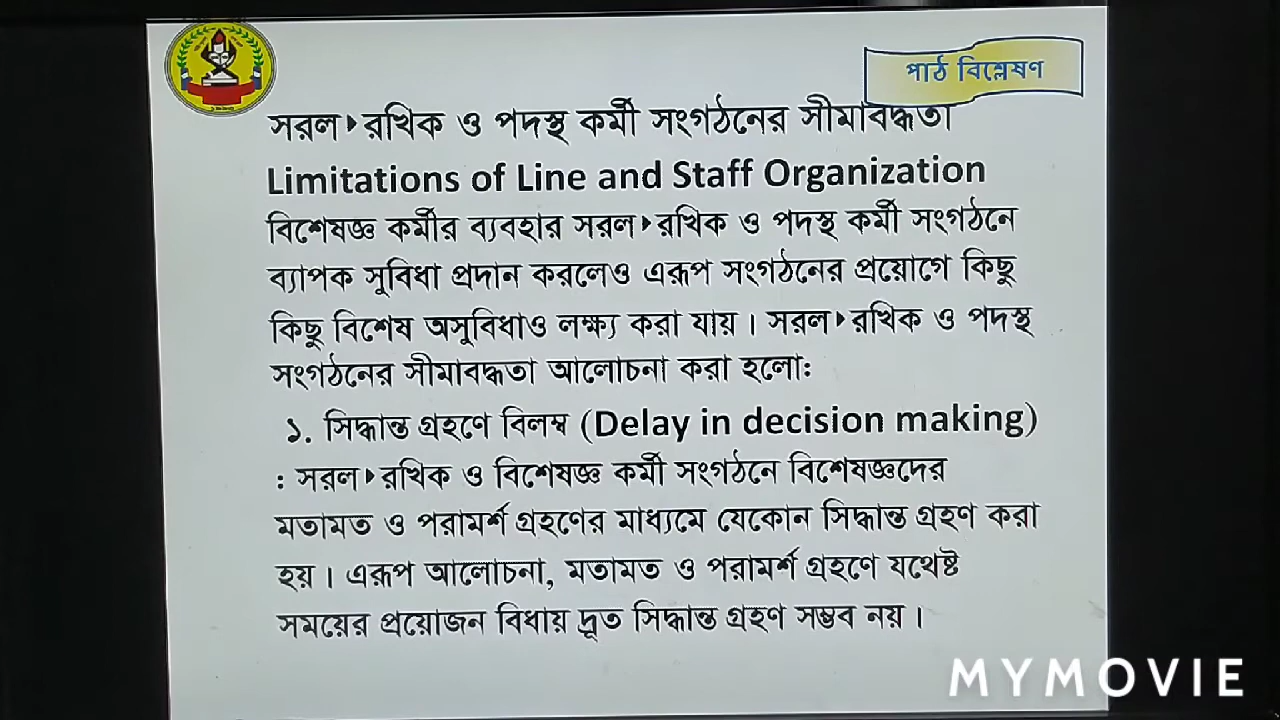 পাঠ বিশ্লেষণ
সরল▸রখিক ও পদস্থ কর্মী সংগঠনের সীমাবদ্ধতা
Limitations of Line and Staff Organization
বিশেষজ্ঞ কর্মীর ব্যবহার সরল▸রখিক ও পদস্থ কর্মী সংগঠনে
ব্যাপক সুবিধা প্রদান করলেও এরূপ সংগঠনের প্রয়োগে কিছু
কিছু বিশেষ অসুবিধাও লক্ষ্য করা যায়। সরল▸রখিক ও পদস্থ
সংগঠনের সীমাবদ্ধতা আলোচনা করা হলো:
১. সিদ্ধান্ত গ্রহণে বিলম্ব (Delay in decision making)
: সরল▸রখিক ও বিশেষজ্ঞ কর্মী সংগঠনে বিশেষজ্ঞদের
মতামত ও পরামর্শ গ্রহণের মাধ্যমে যেকোন সিদ্ধান্ত গ্রহণ করা
হয়। এরূপ আলোচনা, মতামত ও পরামর্শ গ্রহণে যথেষ্ট
সময়ের প্রয়োজন বিধায় দ্রূত সিদ্ধান্ত গ্রহণ সম্ভব নয়।
MYMOVIE